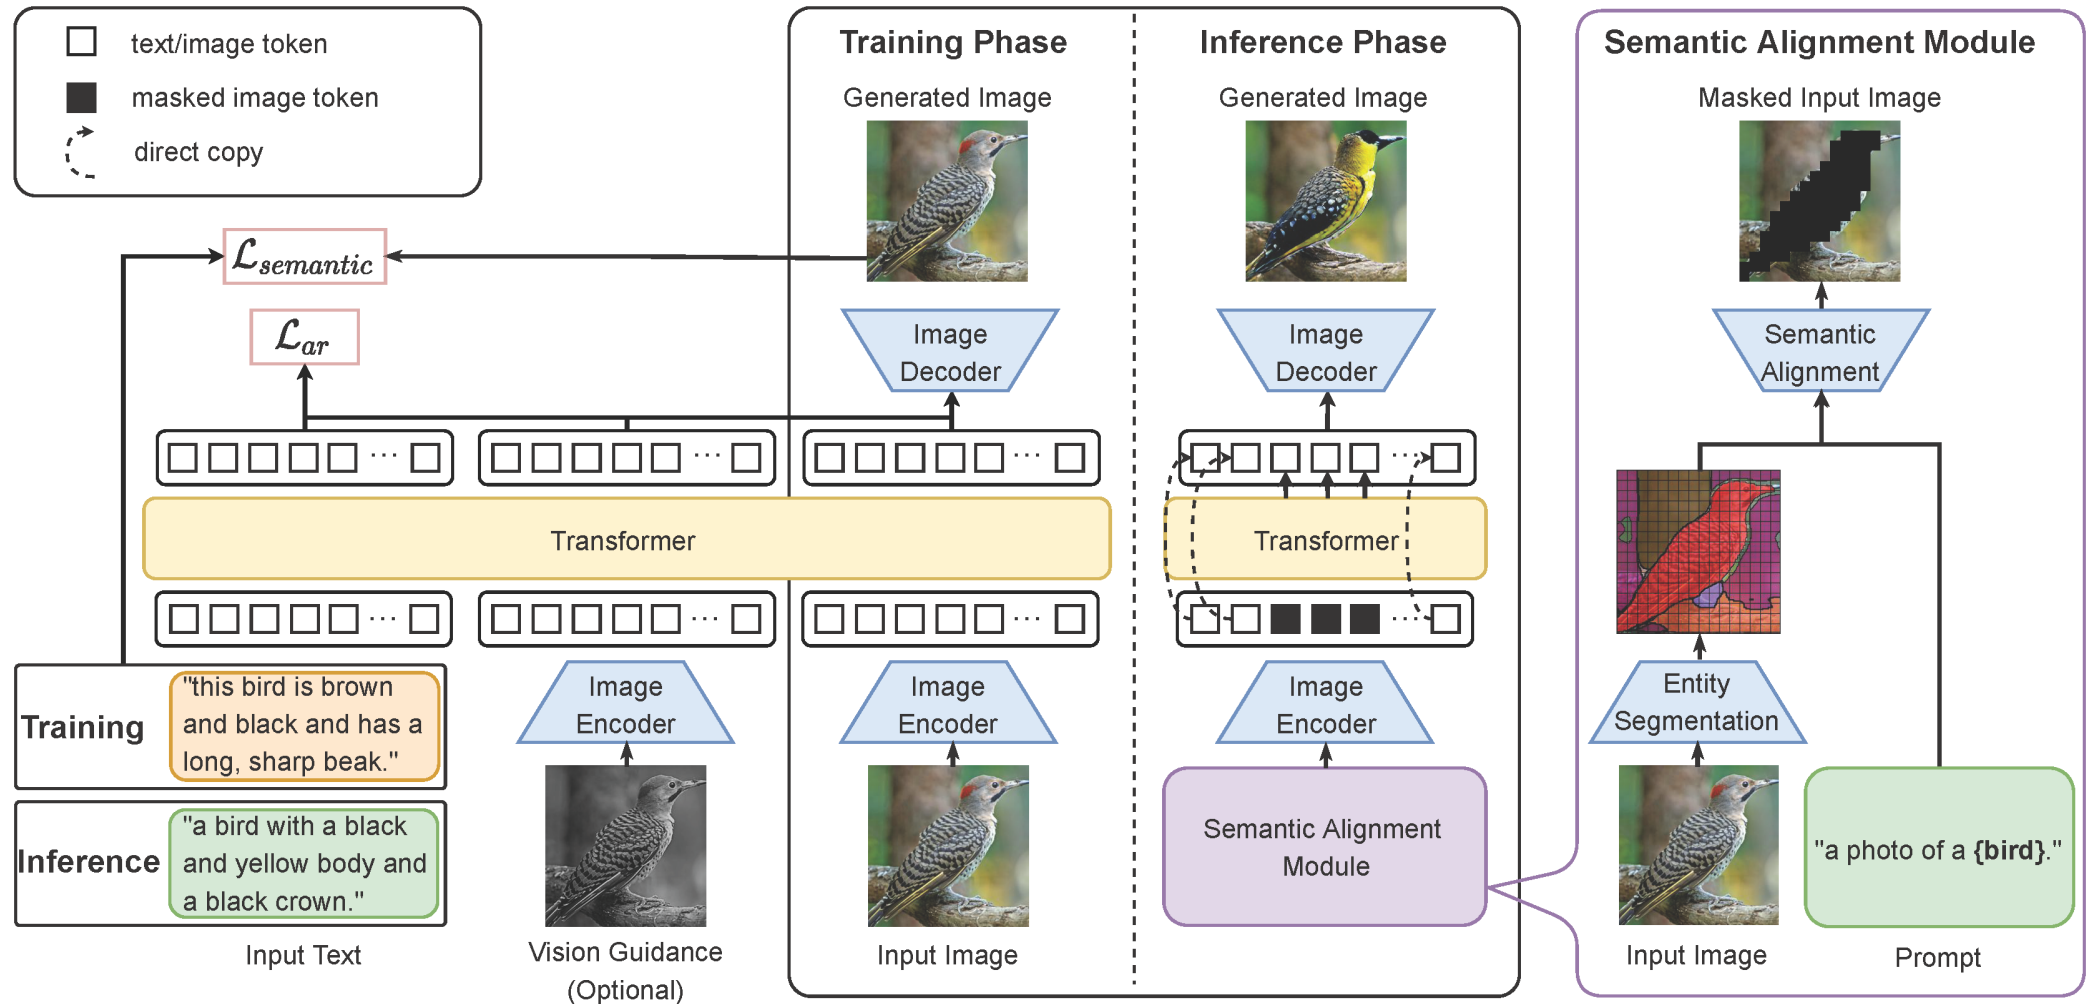 text/image token
masked image token
direct copy
Training Phase
Generated Image
Inference Phase
Generated Image
Semantic Alignment Module
Masked Input Image
ℒsemantic
ℒar
Image
Decoder
Image
Decoder
Semantic
Alignment
...
...
...
...
Transformer
Transformer
...
...
...
...
Training
"this bird is brown
and black and has a
long, sharp beak."
Inference
"a bird with a black
and yellow body and
a black crown."
Input Text
Image
Encoder
Vision Guidance
(Optional)
Image
Encoder
Input Image
Image
Encoder
Semantic Alignment
Module
Entity
Segmentation
Input Image
"a photo of a {bird}."
Prompt